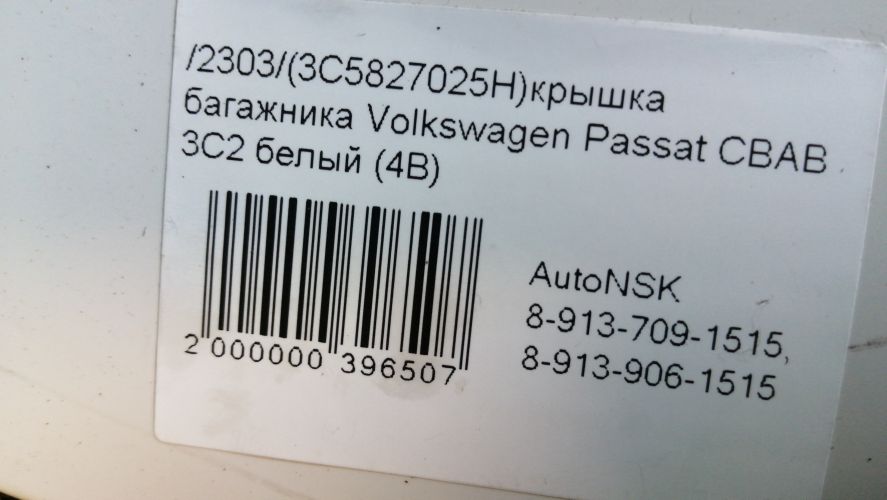 /2303/(3C5827025H)крышка
багажника Volkswagen Passat CBAB
3C2 белый (4B)
AutoNSK
8-913-709-1515,
8-913-906-1515
2 000000 396507